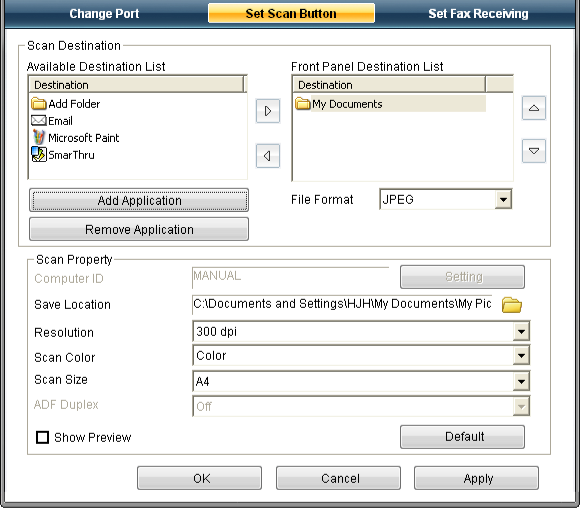 Change Port
Set Scan Button
Set Fax Receiving
Scan Destination
Available Destination List
Destination
Add Folder
Email
Microsoft Paint
SmarThru
Add Application
Remove Application
Front Panel Destination List
Destination
My Documents
File Format
JPEG
Scan Property
Computer ID
MANUAL
Setting
Save Location
C:\Documents and Settings\HJH\My Documents\My Pic
Resolution
300 dpi
Scan Color
Color
Scan Size
A4
ADF Duplex
Off
Show Preview
Default
OK
Cancel
Apply